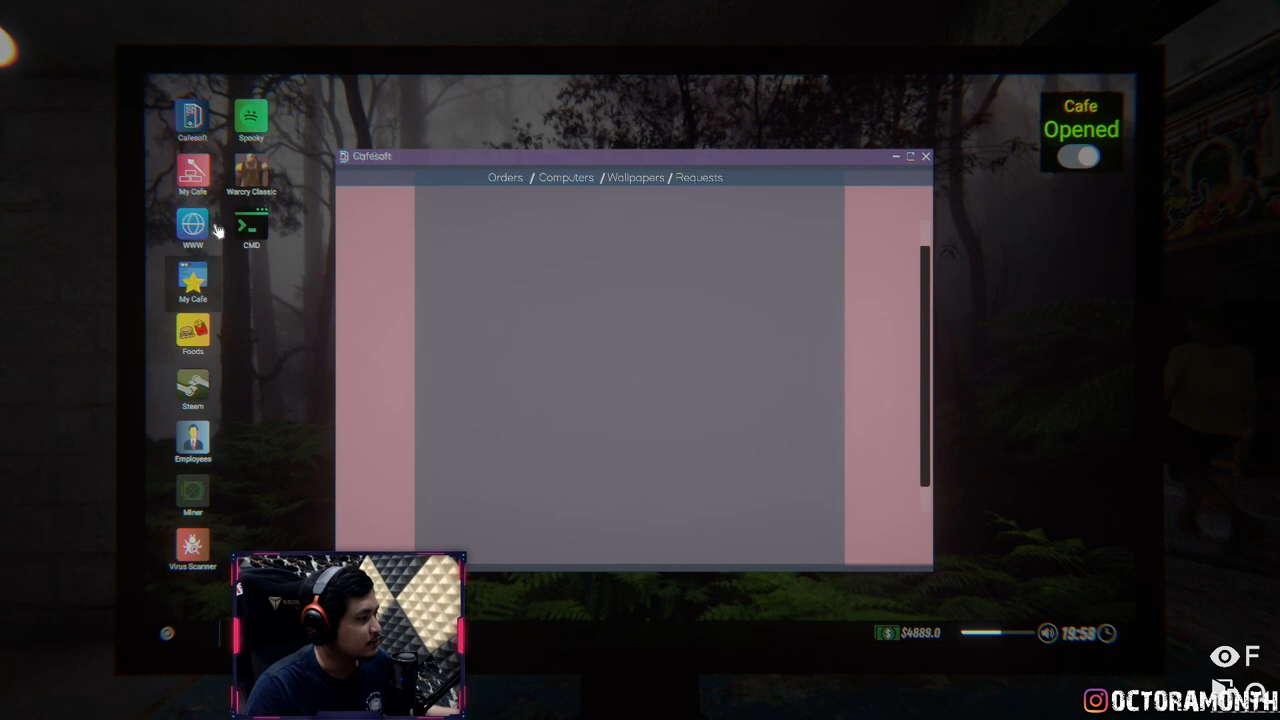 Cafesoft
Spooky
My Cafe
Warcry Classic
WWW
CMD
My Cafe
Foods
Steam
Employees
Miner
Virus Scanner
Cafesoft
Orders / Computers / Wallpapers / Requests
Cafe
Opened
$4889.0
19:58
F
OCTORAMONTH